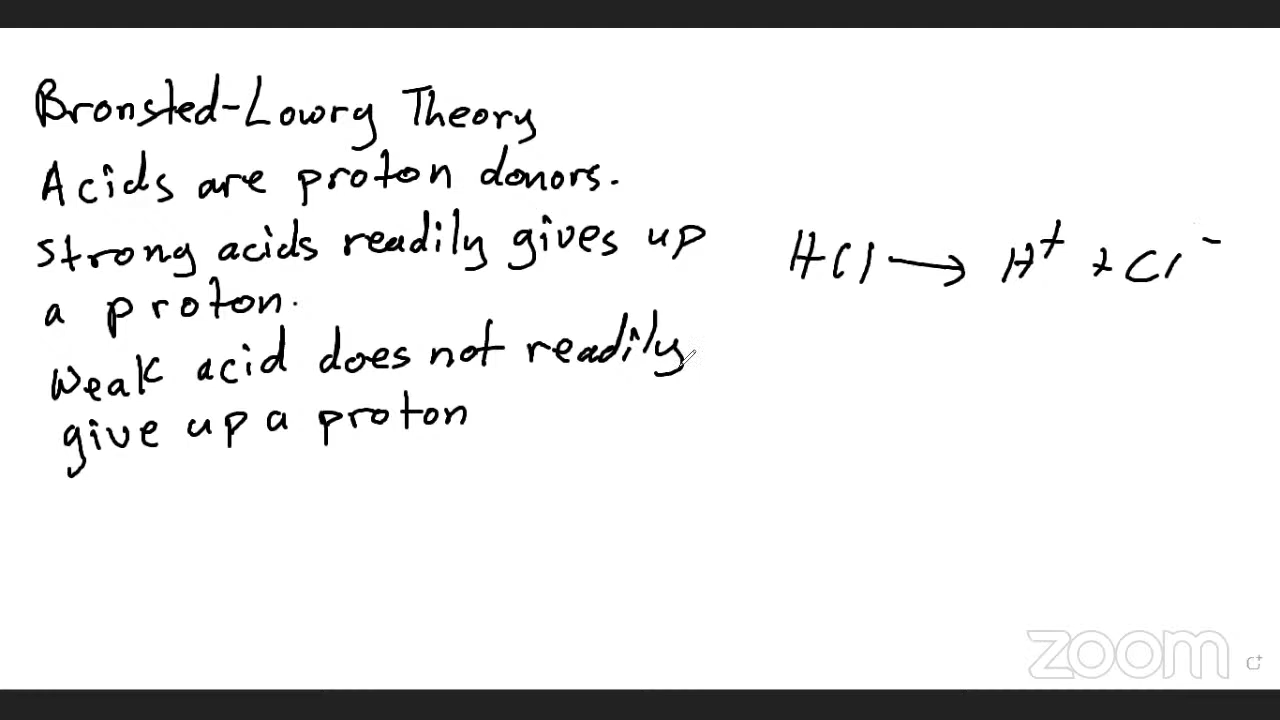 Bronsted-Lowry Theory
Acids are proton donors.
Strong acids readily gives up
a proton.
Weak acid does not readily
give up a proton
HCl → H⁺ + Cl⁻
zoom